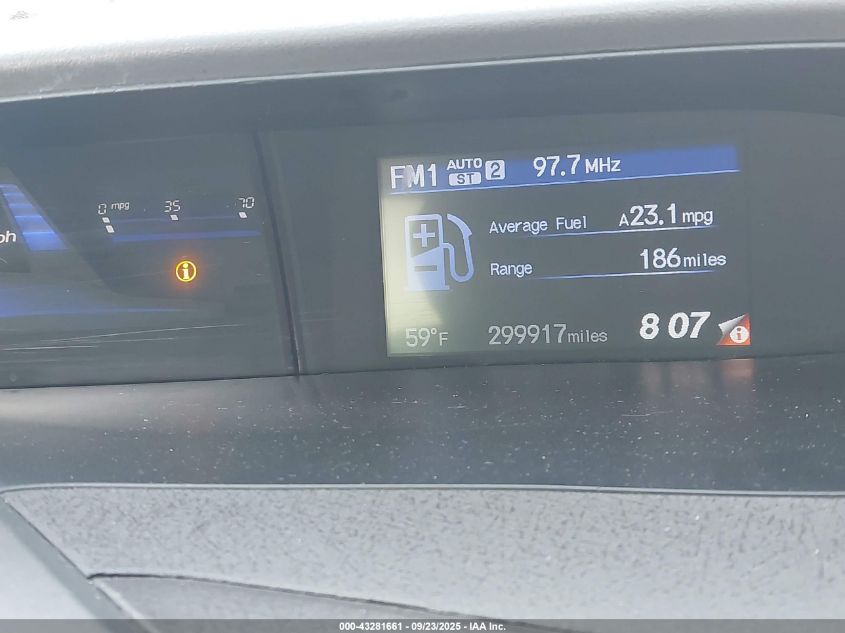 FM1 AUTO ST 2 97.7 MHz
0 mpg 35 70
ph
Average Fuel A23.1 mpg
Range 186 miles
59°F 299917 miles 8 07
000-43281661 - 09/23/2025 - IAA Inc.